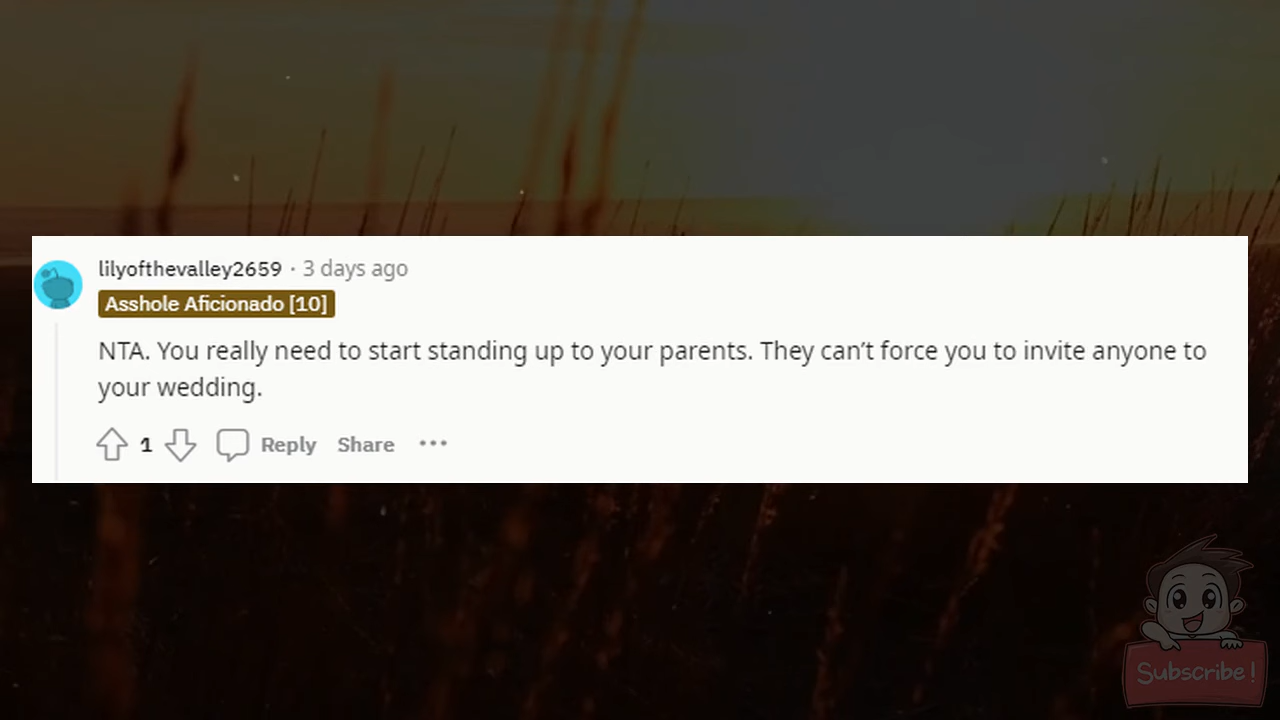 lilyofthevalley2659 · 3 days ago
Asshole Aficionado [10]
NTA. You really need to start standing up to your parents. They can’t force you to invite anyone to
your wedding.
1 Reply Share •••
Subscribe!